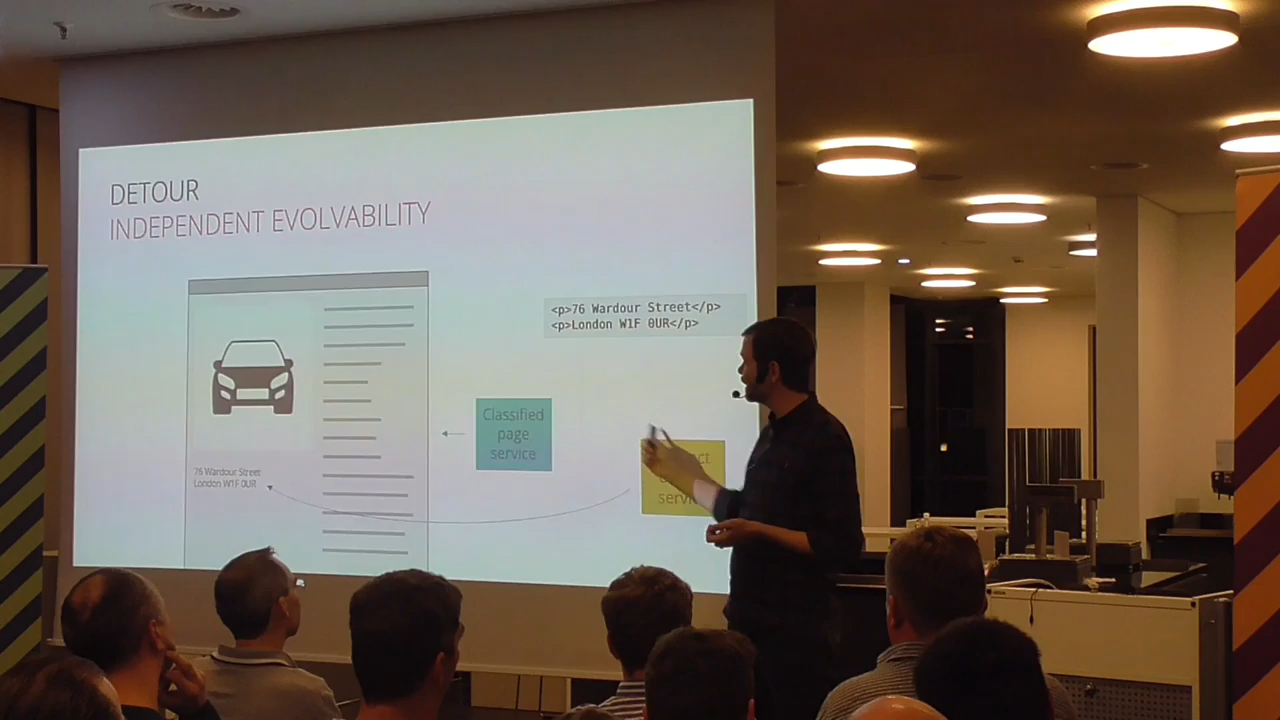 DETOUR
INDEPENDENT EVOLVABILITY
<p>76 Wardour Street</p>
<p>London W1F 0UR</p>
Classified
page
service
76 Wardour Street
London W1F 0UR